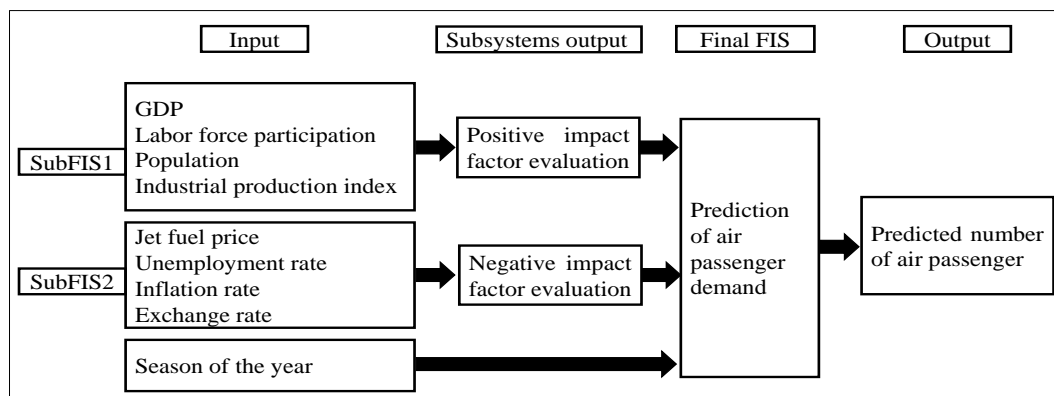 Input
Subsystems output
Final FIS
Output
SubFIS1
GDP
Labor force participation
Population
Industrial production index
Positive impact
factor evaluation
SubFIS2
Jet fuel price
Unemployment rate
Inflation rate
Exchange rate
Negative impact
factor evaluation
Season of the year
Prediction
of air
passenger
demand
Predicted number
of air passenger